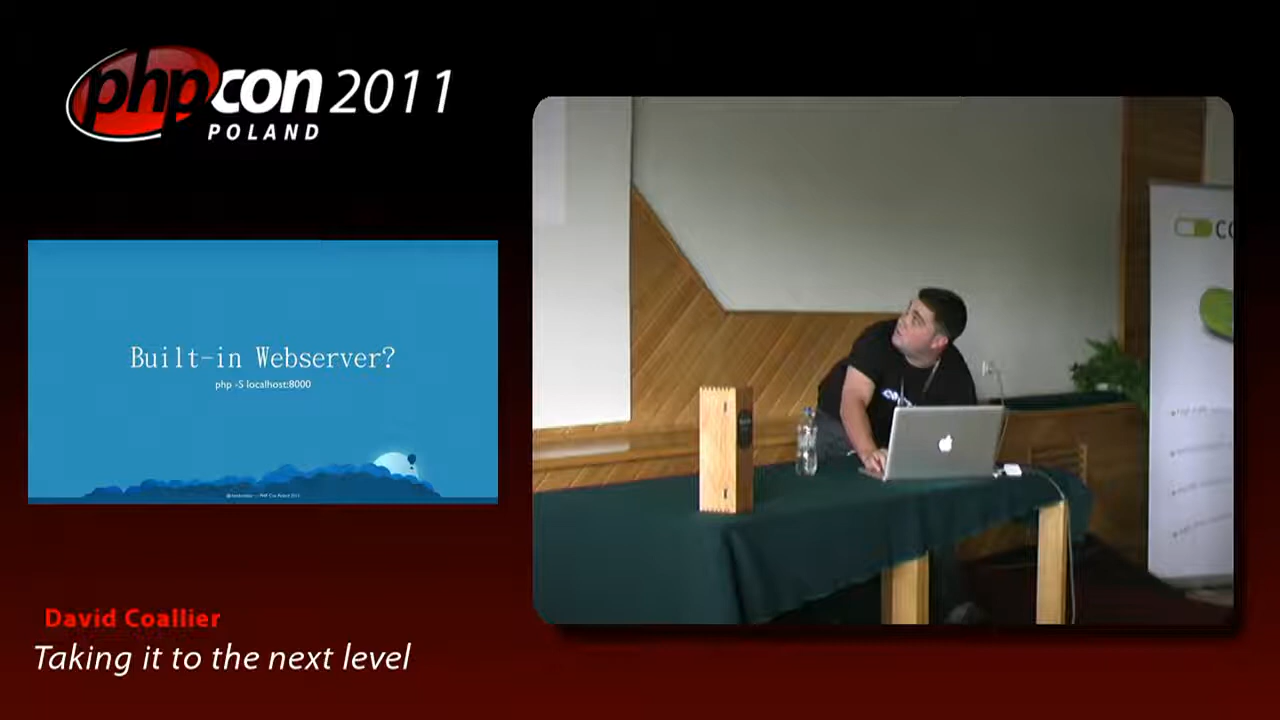 phpcon 2011
POLAND
Built-in Webserver?
php -S localhost:8000
David Coallier
Taking it to the next level